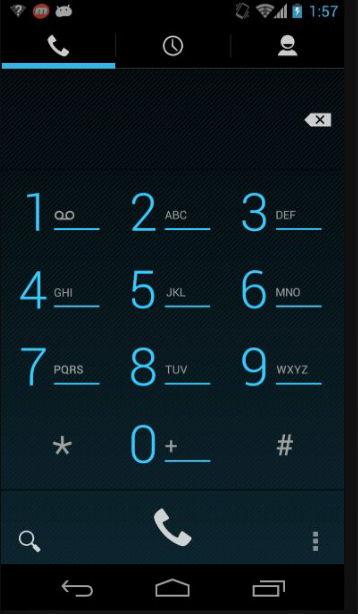 1:57
1 2 ABC 3 DEF
4 GHI 5 JKL 6 MNO
7 PQRS 8 TUV 9 WXYZ
* 0 + #